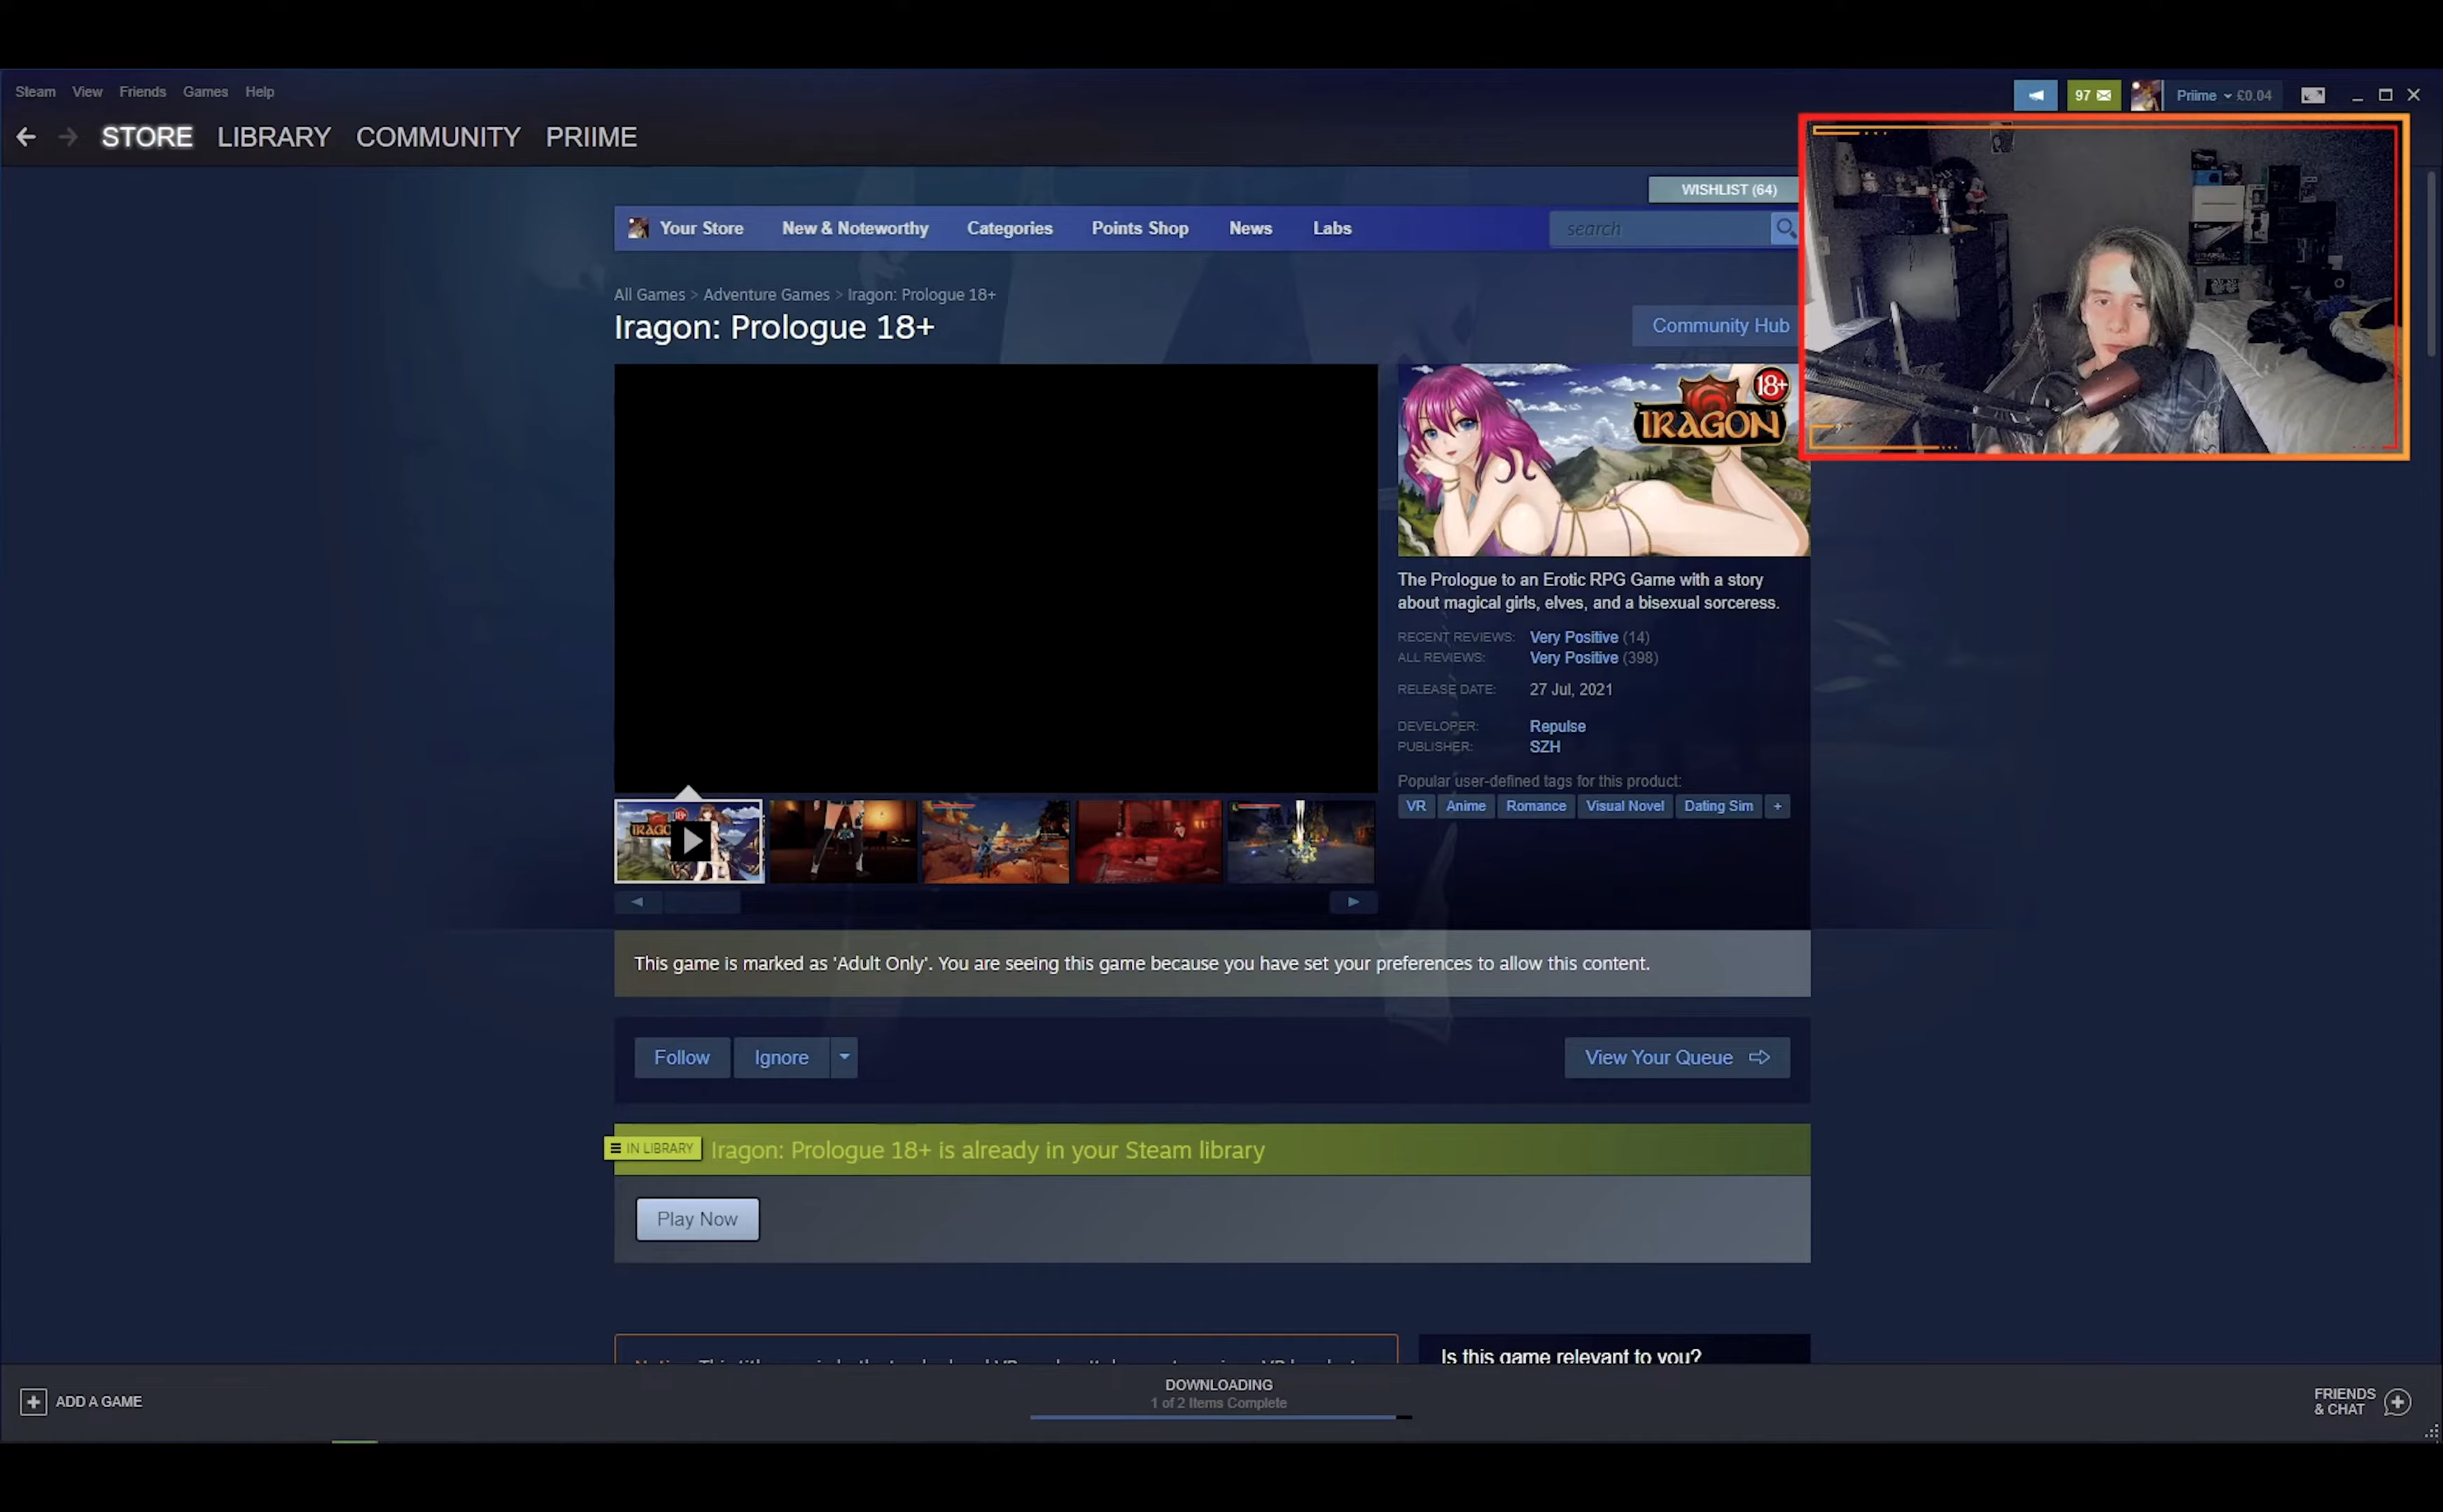 Steam View Friends Games Help
97 Priime £0.04
STORE LIBRARY COMMUNITY PRIIME
WISHLIST (64)
Your Store New & Noteworthy Categories Points Shop News Labs search
All Games > Adventure Games > Iragon: Prologue 18+
Iragon: Prologue 18+
Community Hub
18+
IRAGON
The Prologue to an Erotic RPG Game with a story
about magical girls, elves, and a bisexual sorceress.
RECENT REVIEWS: Very Positive (14)
ALL REVIEWS: Very Positive (398)
RELEASE DATE: 27 Jul, 2021
DEVELOPER: Repulse
PUBLISHER: SZH
Popular user-defined tags for this product:
VR Anime Romance Visual Novel Dating Sim +
This game is marked as 'Adult Only'. You are seeing this game because you have set your preferences to allow this content.
Follow Ignore View Your Queue
IN LIBRARY Iragon: Prologue 18+ is already in your Steam library
Play Now
Is this game relevant to you?
ADD A GAME
DOWNLOADING
1 of 2 Items Complete
FRIENDS
& CHAT